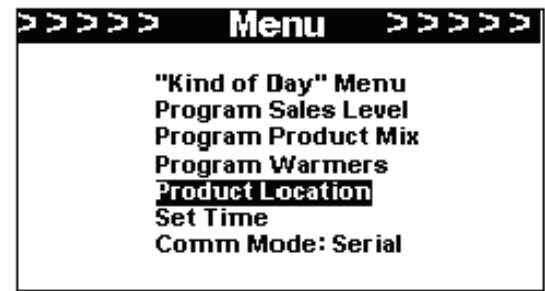 >>>>> Menu >>>>>
"Kind of Day" Menu
Program Sales Level
Program Product Mix
Program Warmers
Product Location
Set Time
Comm Mode: Serial